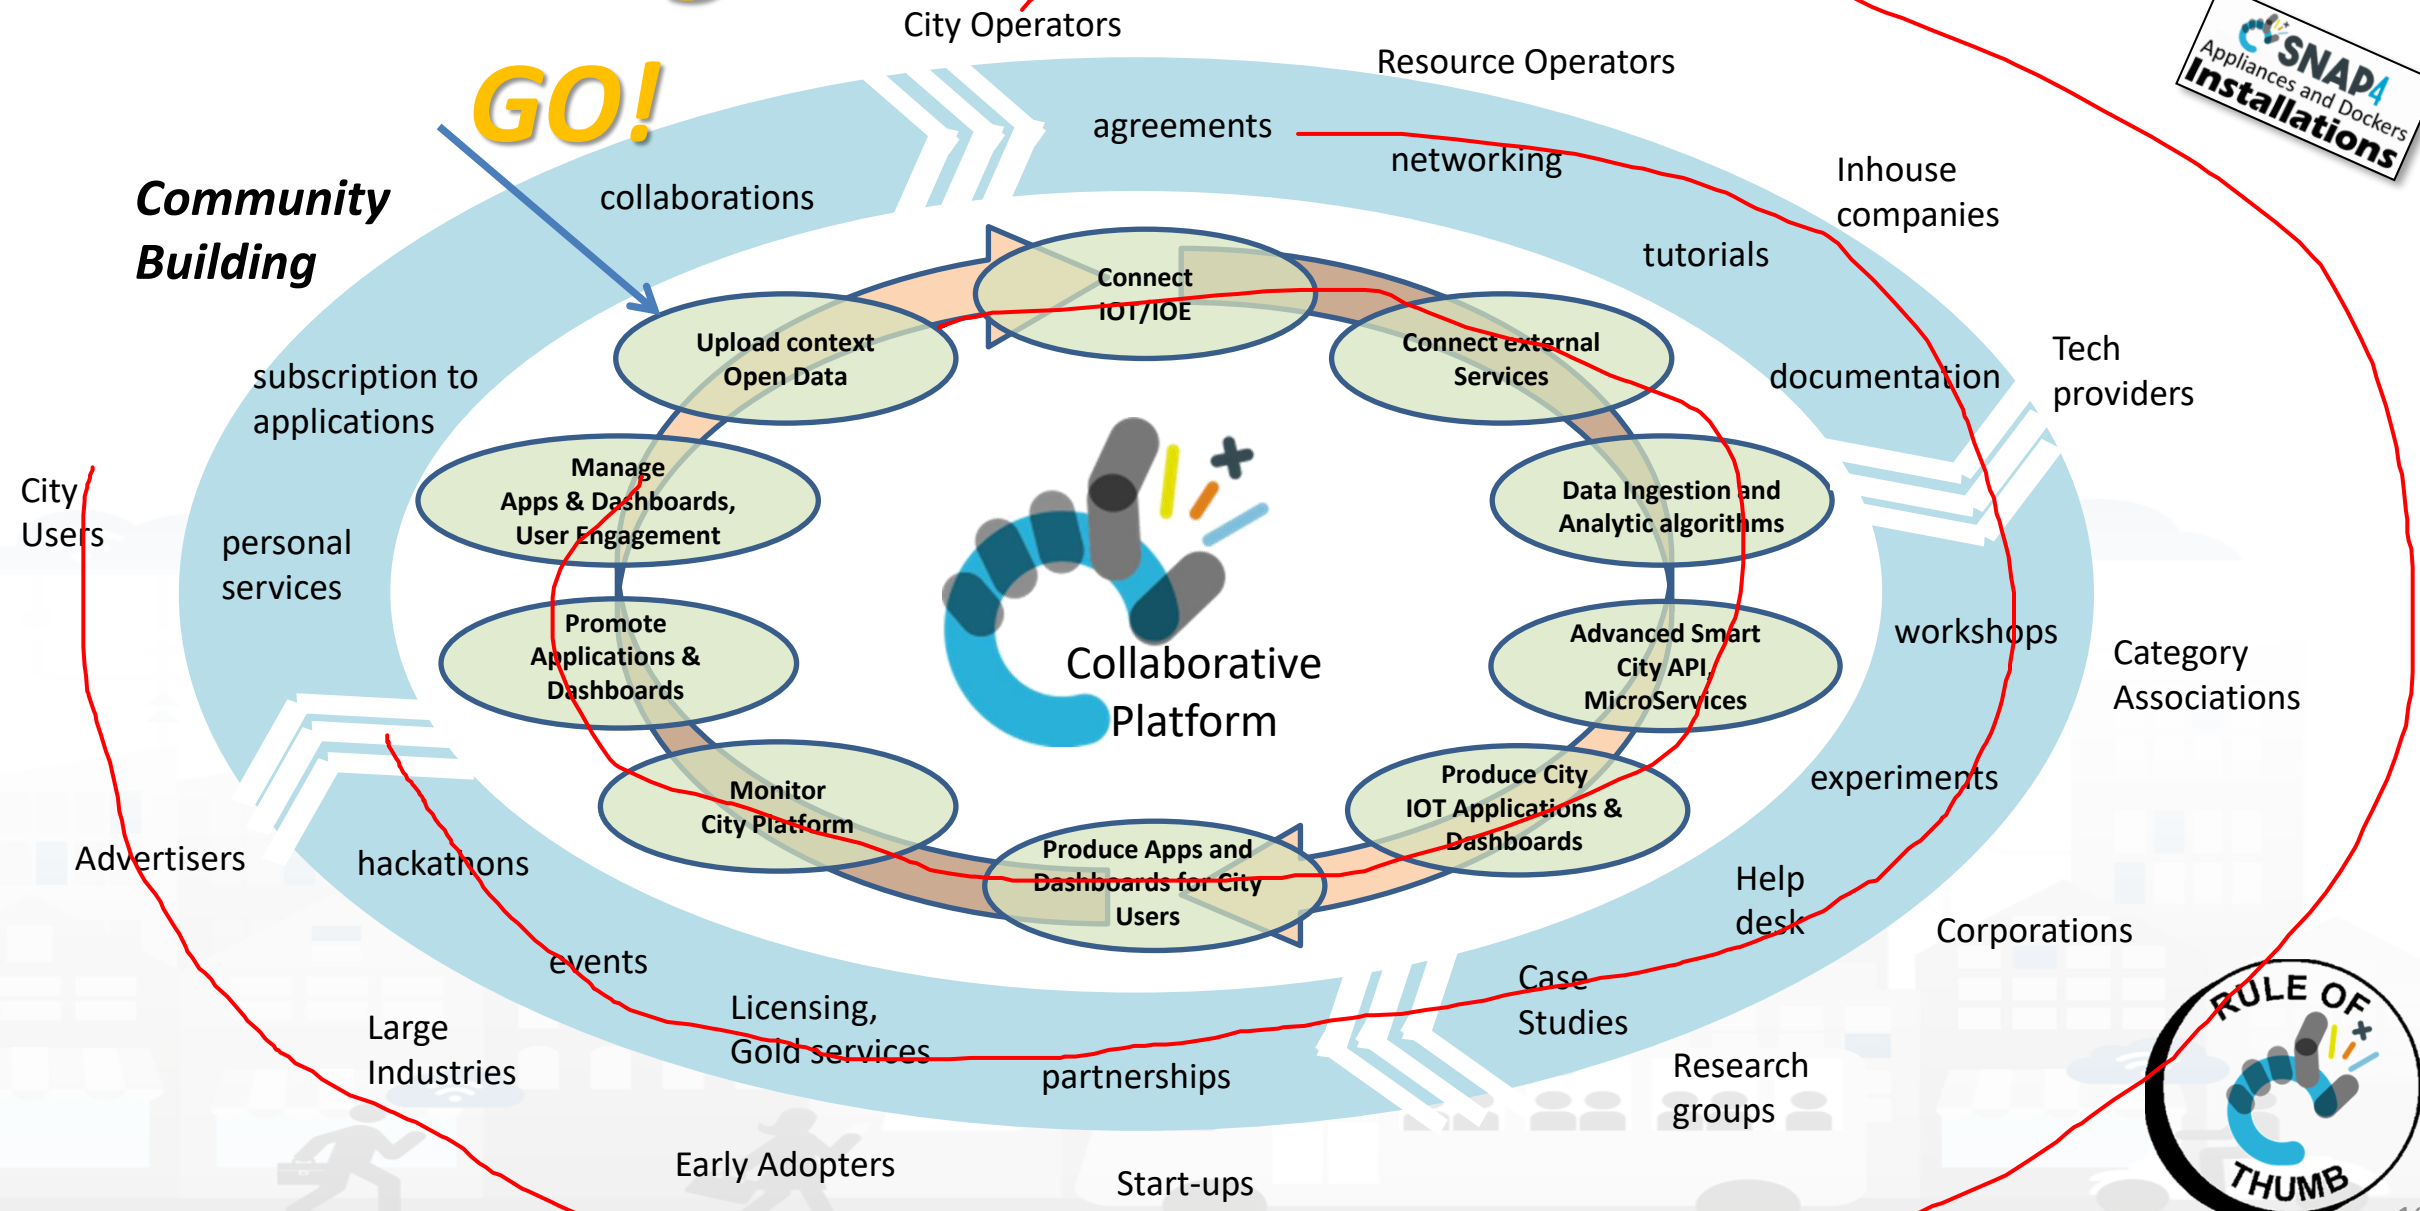 City Operators
Resource Operators
GO!
SNAP4
Appliances and Dockers
Installations
agreements
networking
Inhouse
companies
Community
Building
collaborations
tutorials
Connect
IOT/IOE
Upload context
Open Data
Connect external
Services
subscription to
applications
documentation
Tech
providers
Manage
Apps & Dashboards,
User Engagement
Data Ingestion and
Analytic algorithms
City
Users
personal
services
Promote
Applications &
Dashboards
Collaborative
Platform
Advanced Smart
City API,
MicroServices
workshops
Category
Associations
Monitor
City Platform
Produce City
IOT Applications &
Dashboards
experiments
Produce Apps and
Dashboards for City
Users
Advertisers
hackathons
Help
desk
Corporations
events
Case
Studies
Licensing,
Gold services
Large
Industries
partnerships
Research
groups
RULE OF
THUMB
Early Adopters
Start-ups